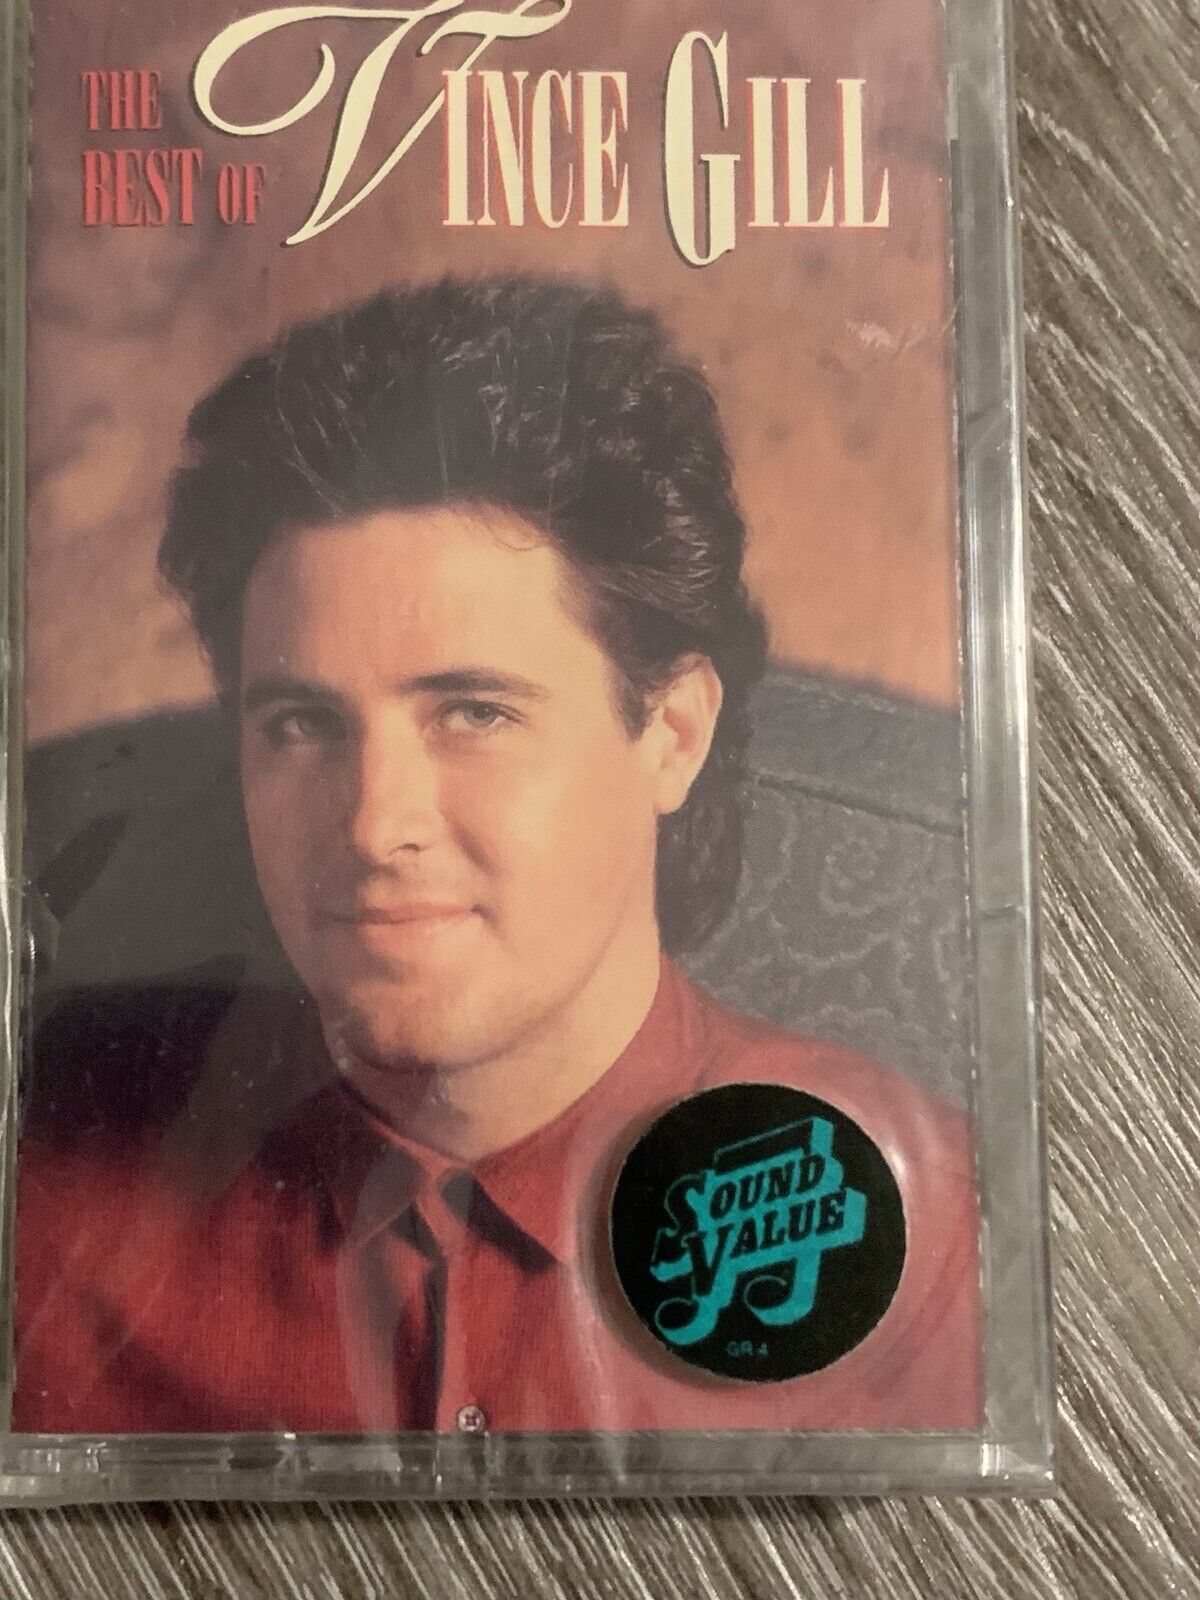 THE
BEST OF
VINCE GILL
SOUND
VALUE
GR 4